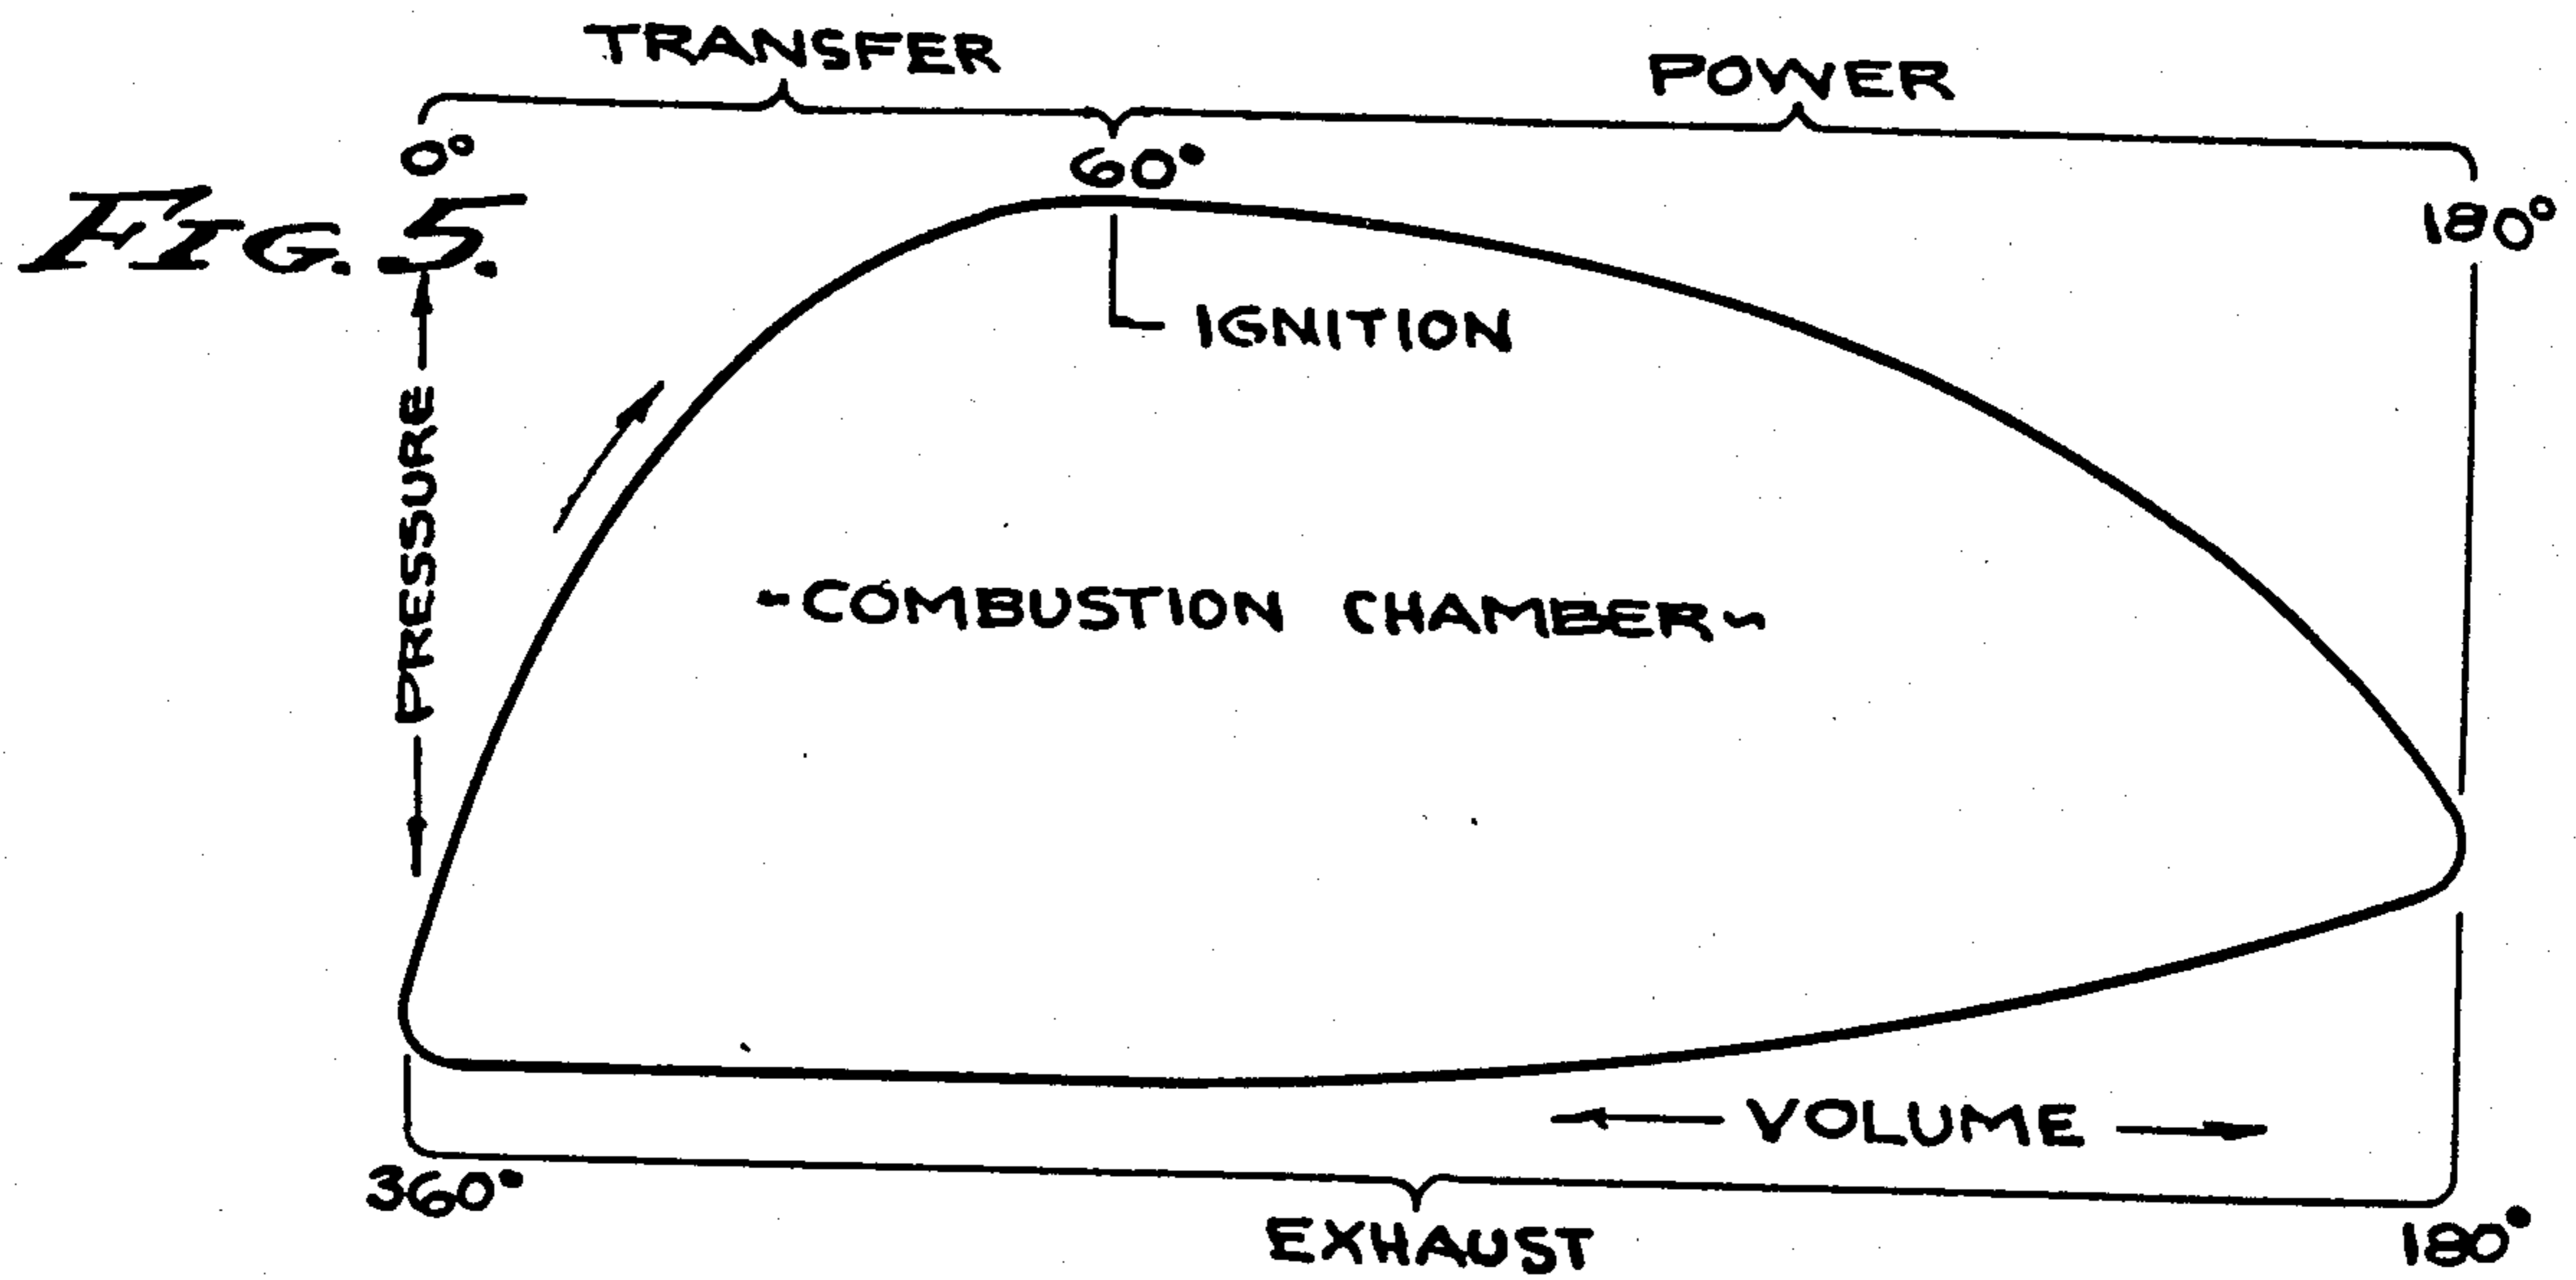 TRANSFER
POWER
0°
60°
180°
FIG. 5.
IGNITION
PRESSURE
-COMBUSTION CHAMBER~
VOLUME
360°
EXHAUST
180°